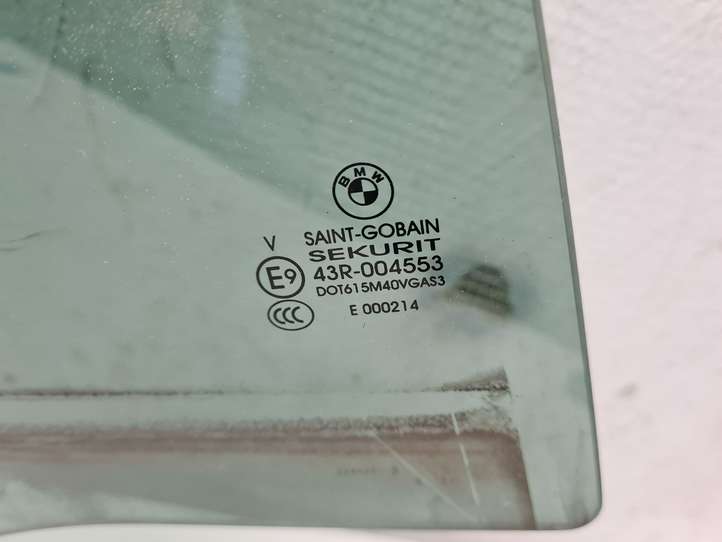 BMW
SAINT-GOBAIN
V
SEKURIT
E9 43R-004553
DOT615M40VGAS3
CCC E 000214